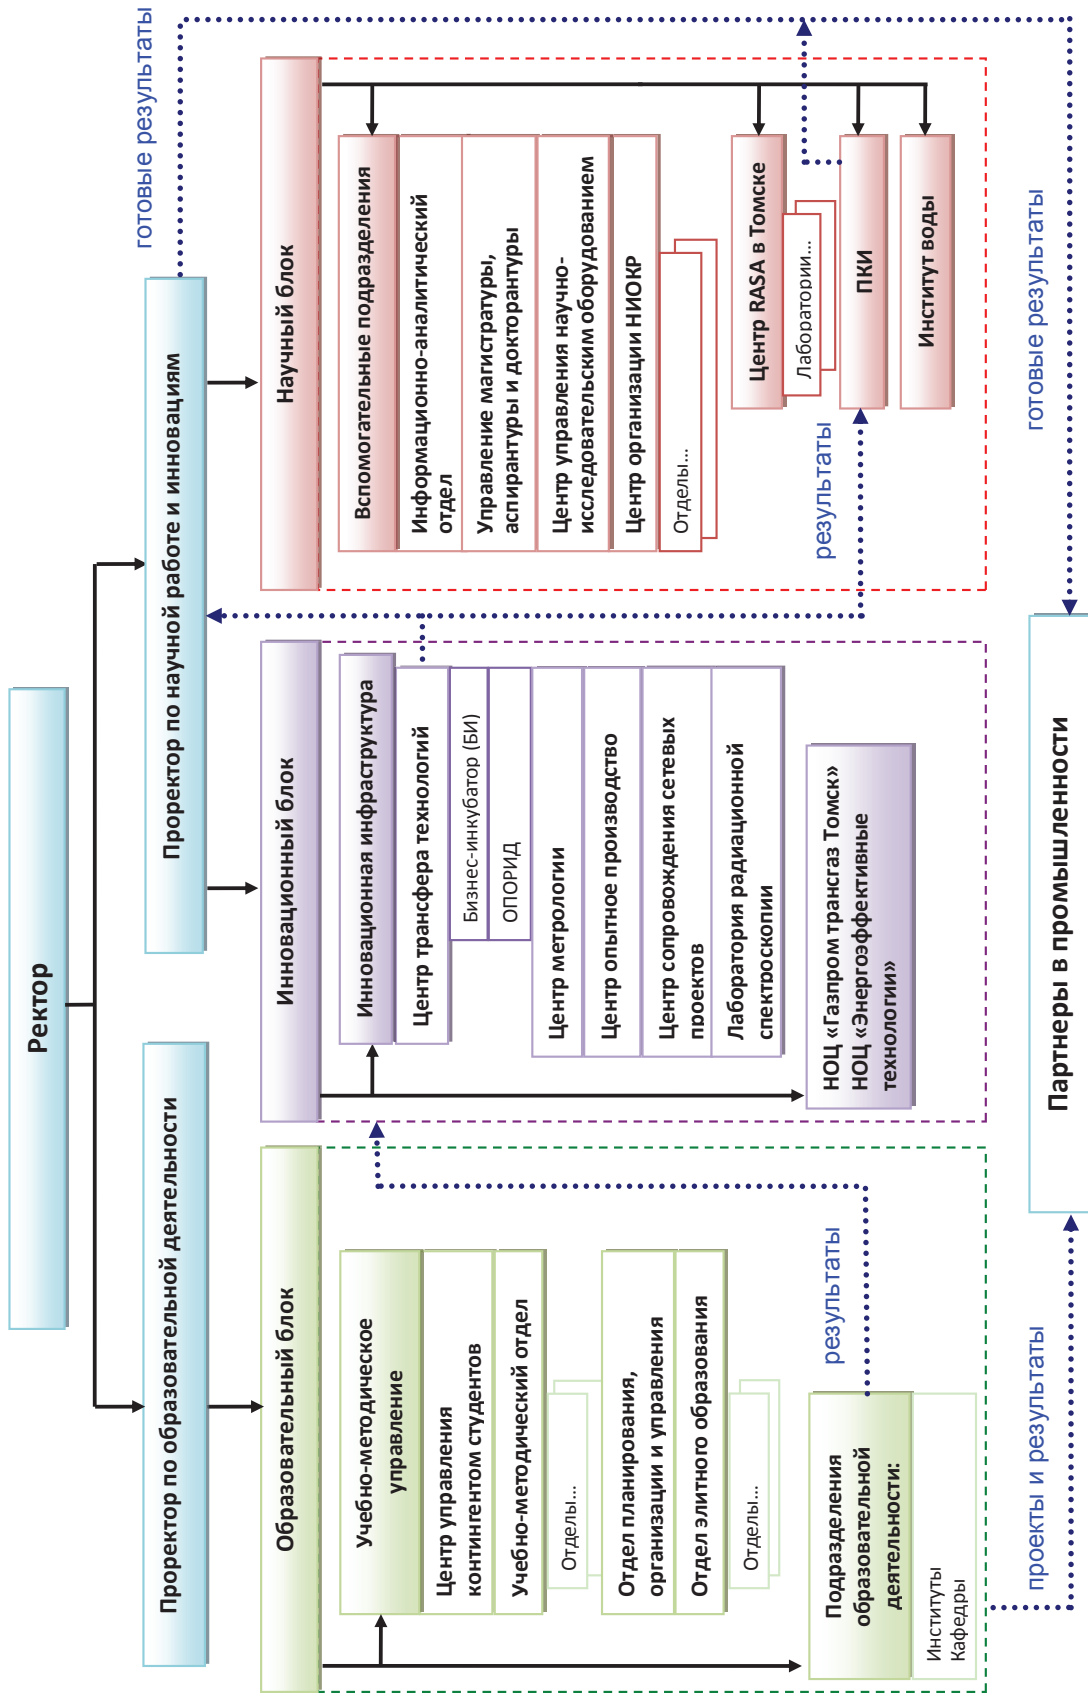 Ректор
Проректор по образовательной деятельности
Проректор по научной работе и инновациям
готовые результаты
Образовательный блок
Учебно-методическое
управление
Центр управления
контингентом студентов
Учебно-методический отдел
Отделы...
Отдел планирования,
организации и управления
Отдел элитного образования
Отделы...
Подразделения
образовательной
деятельности:
Институты
Кафедры
результаты
Инновационный блок
Инновационная инфраструктура
Центр трансфера технологий
Бизнес-инкубатор (БИ)
ОПОРИД
Центр метрологии
Центр опытное производство
Центр сопровождения сетевых
проектов
Лаборатория радиационной
спектроскопии
НОЦ «Газпром трансгаз Томск»
НОЦ «Энергоэффективные
технологии»
результаты
Научный блок
Вспомогательные подразделения
Информационно-аналитический
отдел
Управление магистратуры,
аспирантуры и докторантуры
Центр управления научно-
исследовательским оборудованием
Центр организации НИОКР
Отделы...
Центр RASA в Томске
Лаборатории...
ПКИ
Институт воды
проекты и результаты
Партнеры в промышленности
готовые результаты